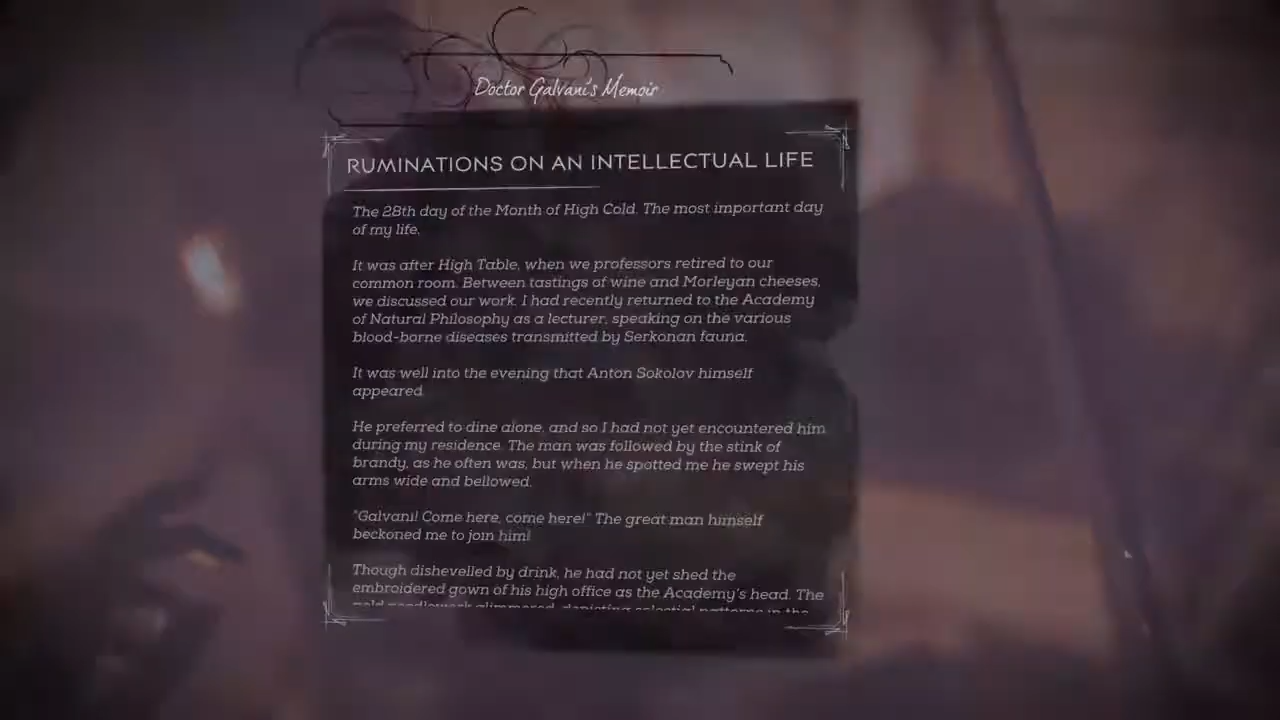 Doctor Galvani's Memoir
RUMINATIONS ON AN INTELLECTUAL LIFE
The 28th day of the Month of High Cold. The most important day
of my life.
It was after High Table, when we professors retired to our
common room. Between tastings of wine and Morleyan cheeses,
we discussed our work. I had recently returned to the Academy
of Natural Philosophy as a lecturer, speaking on the various
blood-borne diseases transmitted by Serkonan fauna.
It was well into the evening that Anton Sokolov himself
appeared.
He preferred to dine alone, and so I had not yet encountered him
during my residence. The man was followed by the stink of
brandy, as he often was, but when he spotted me he swept his
arms wide and bellowed.
"Galvani! Come here, come here!" The great man himself
beckoned me to join him!
Though dishevelled by drink, he had not yet shed the
embroidered gown of his high office as the Academy's head. The
gold needlework glimmered, depicting celestial patterns in the